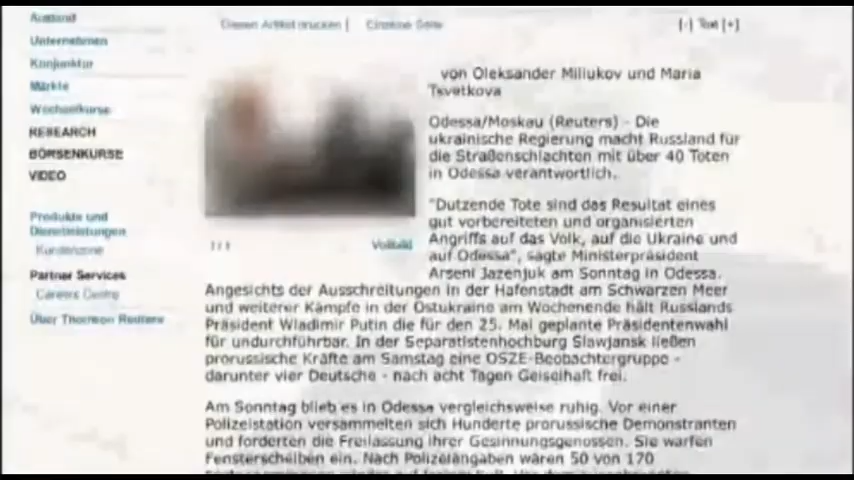 Ausland
Unternehmen
Konjunktur
Märkte
Wochenkurse
RESEARCH
BÖRSENKURSE
VIDEO
Produkte und
Dienstleistungen
Kundenzone
Partner Services
Careers Centre
Über Thomson Reuters
Diesen Artikel drucken | Einzelne Seite
[-] Text [+]
1 / 1 Vollbild
von Oleksander Miliukov und Maria
Tsvetkova
Odessa/Moskau (Reuters) - Die
ukrainische Regierung macht Russland für
die Straßenschlachten mit über 40 Toten
in Odessa verantwortlich.
"Dutzende Tote sind das Resultat eines
gut vorbereiteten und organisierten
Angriffs auf das Volk, auf die Ukraine und
auf Odessa", sagte Ministerpräsident
Arseni Jazenjuk am Sonntag in Odessa.
Angesichts der Ausschreitungen in der Hafenstadt am Schwarzen Meer
und weiterer Kämpfe in der Ostukraine am Wochenende hält Russlands
Präsident Wladimir Putin die für den 25. Mai geplante Präsidentenwahl
für undurchführbar. In der Separatistenhochburg Slawjansk ließen
prorussische Kräfte am Samstag eine OSZE-Beobachtergruppe -
darunter vier Deutsche - nach acht Tagen Geiselhaft frei.
Am Sonntag blieb es in Odessa vergleichsweise ruhig. Vor einer
Polizeistation versammelten sich Hunderte prorussische Demonstranten
und forderten die Freilassung ihrer Gesinnungsgenossen. Sie warfen
Fensterscheiben ein. Nach Polizeiangaben waren 50 von 170